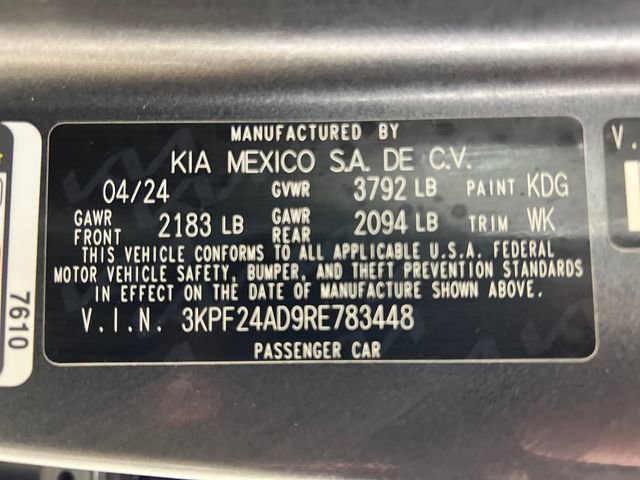 MANUFACTURED BY
KIA MEXICO S.A. DE C.V.
04/24 GVWR 3792 LB PAINT KDG
GAWR FRONT 2183 LB GAWR REAR 2094 LB TRIM WK
THIS VEHICLE CONFORMS TO ALL APPLICABLE U.S.A. FEDERAL
MOTOR VEHICLE SAFETY, BUMPER, AND THEFT PREVENTION STANDARDS
IN EFFECT ON THE DATE OF MANUFACTURE SHOWN ABOVE.
V.I.N. 3KPF24AD9RE783448
PASSENGER CAR
7610
V.